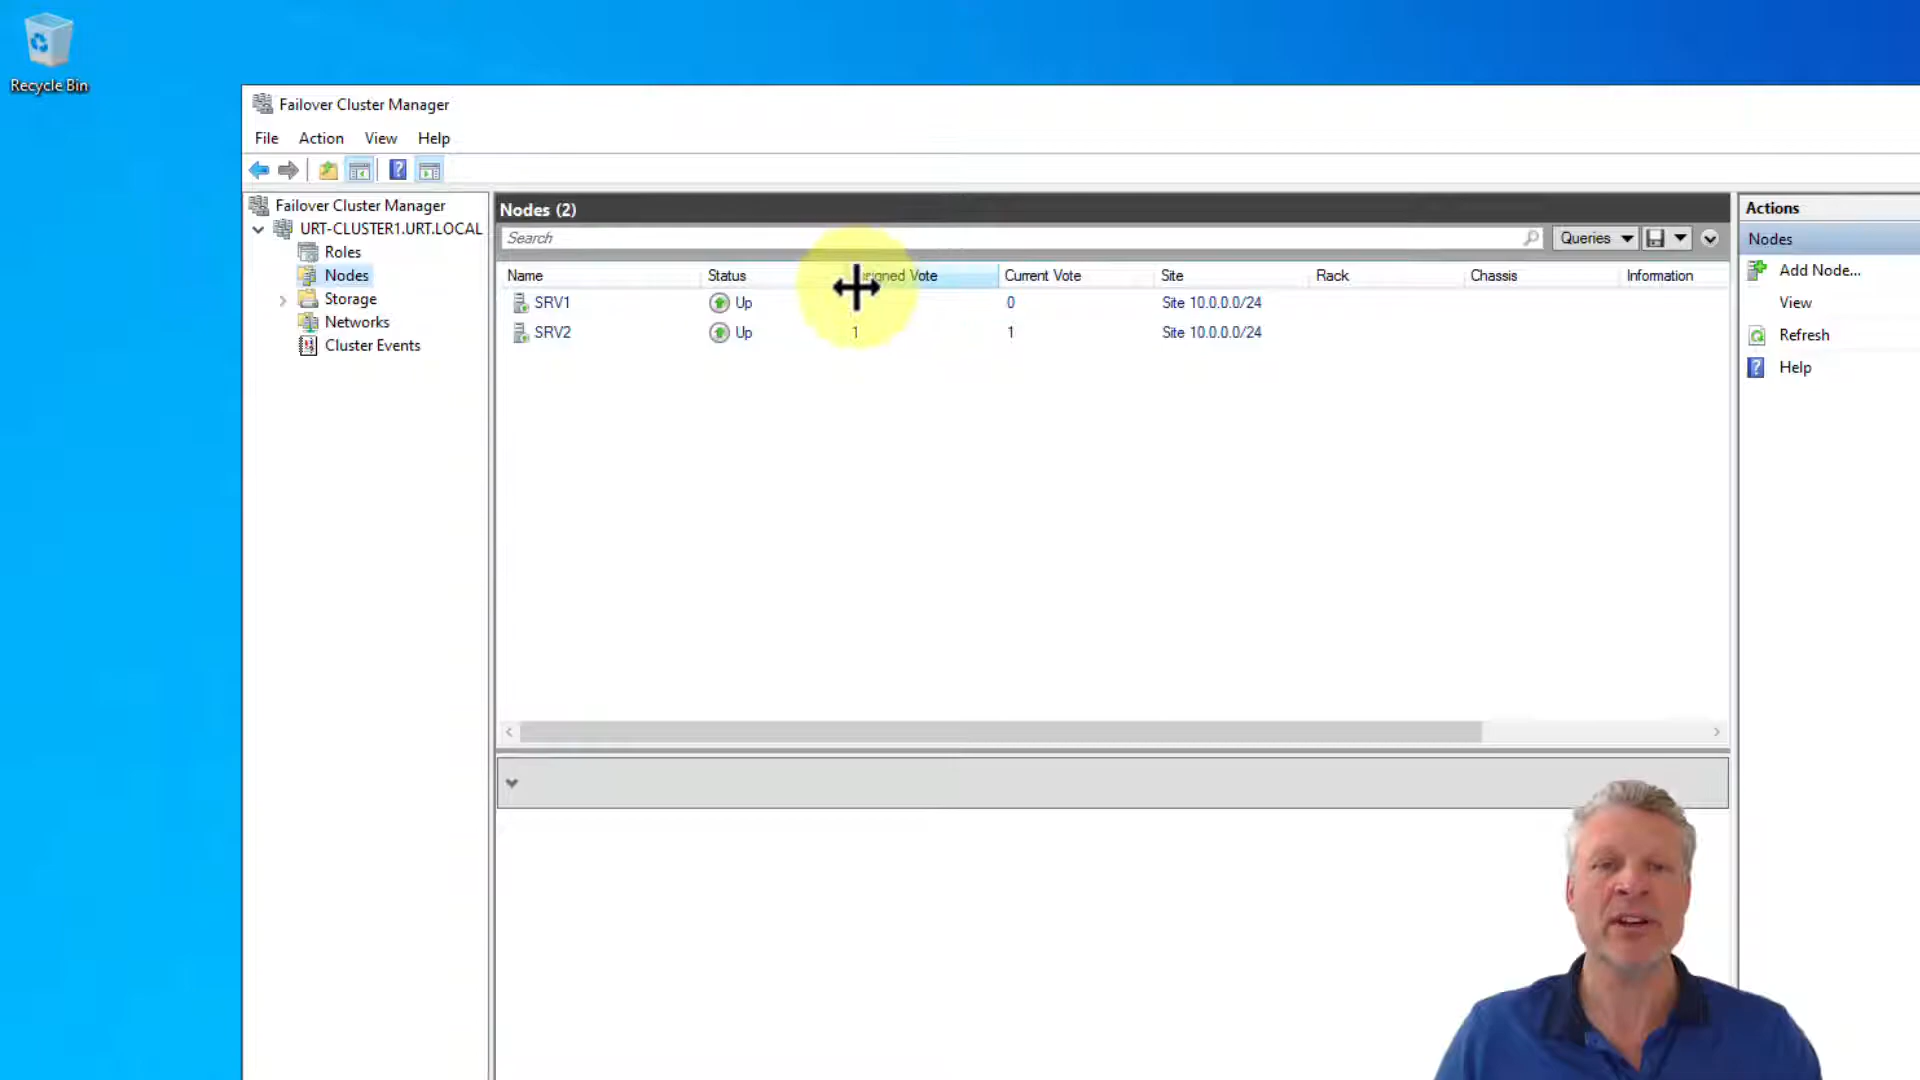 Recycle Bin
Failover Cluster Manager
File Action View Help
Failover Cluster Manager
URT-CLUSTER1.URT.LOCAL
Roles
Nodes
Storage
Networks
Cluster Events
Nodes (2)
Search
Queries
Name Status Vote Current Vote Site Rack Chassis Information
SRV1 Up 0 Site 10.0.0.0/24
SRV2 Up 1 1 Site 10.0.0.0/24
Actions
Nodes
Add Node...
View
Refresh
Help